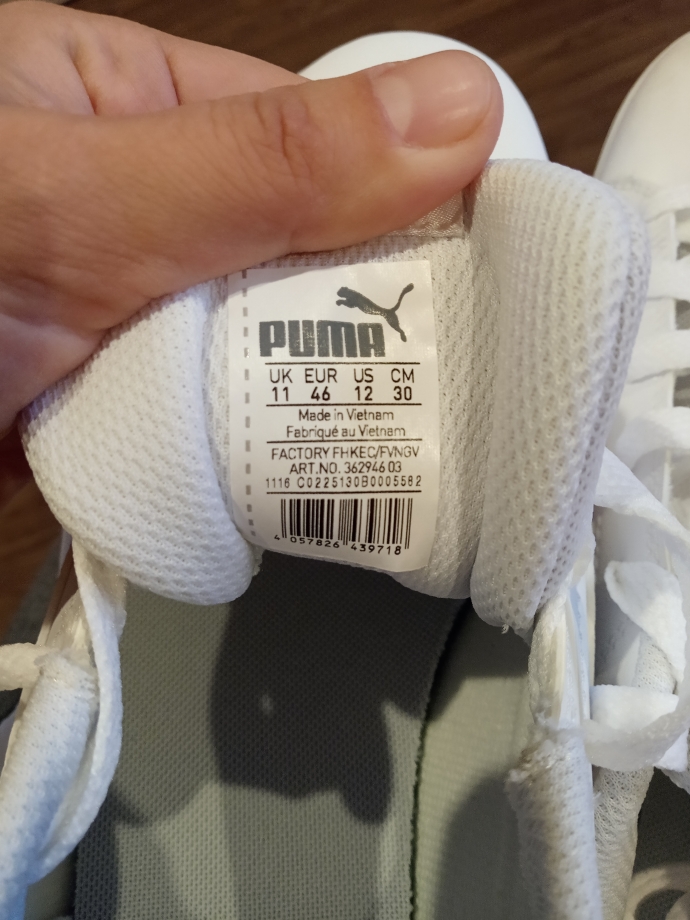 PUMA
UK EUR US CM
11 46 12 30
Made in Vietnam
Fabriqué au Vietnam
FACTORY FHKEC/FVNGV
ART.NO. 362946 03
1116 C0225130B0005582
4 057826 439718